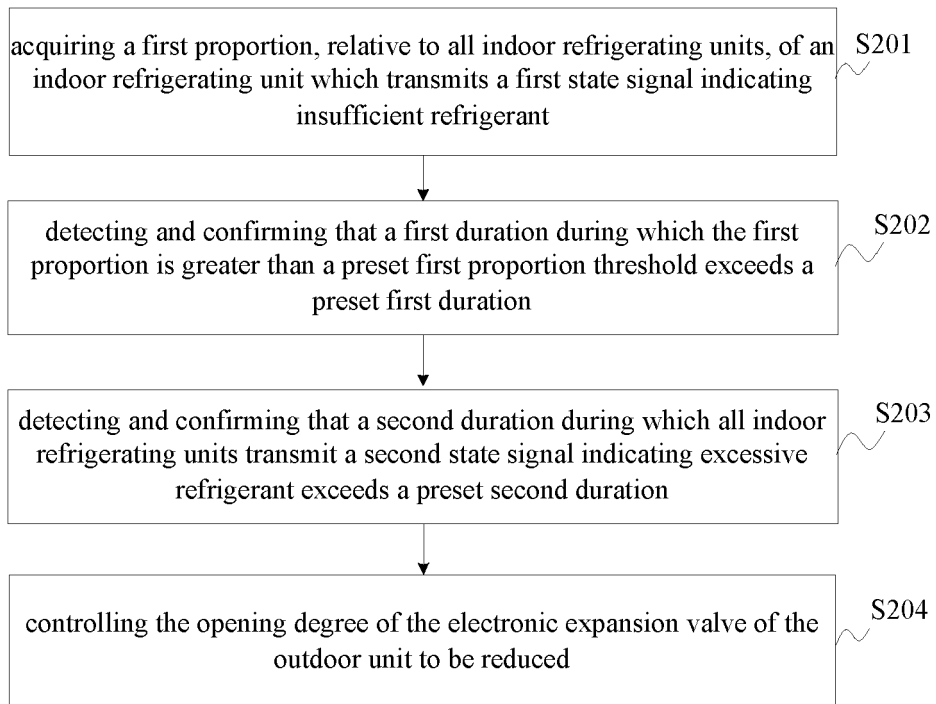 acquiring a first proportion, relative to all indoor refrigerating units, of an
indoor refrigerating unit which transmits a first state signal indicating
insufficient refrigerant
S201
detecting and confirming that a first duration during which the first
proportion is greater than a preset first proportion threshold exceeds a
preset first duration
S202
detecting and confirming that a second duration during which all indoor
refrigerating units transmit a second state signal indicating excessive
refrigerant exceeds a preset second duration
S203
controlling the opening degree of the electronic expansion valve of the
outdoor unit to be reduced
S204